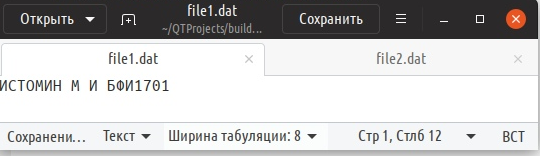 Открыть
file1.dat
~/QTProjects/build...
Сохранить
file1.dat
file2.dat
ИСТОМИН М И БФИ1701
Сохранени...
Текст
Ширина табуляции: 8
Стр 1, Стлб 12
ВСТ